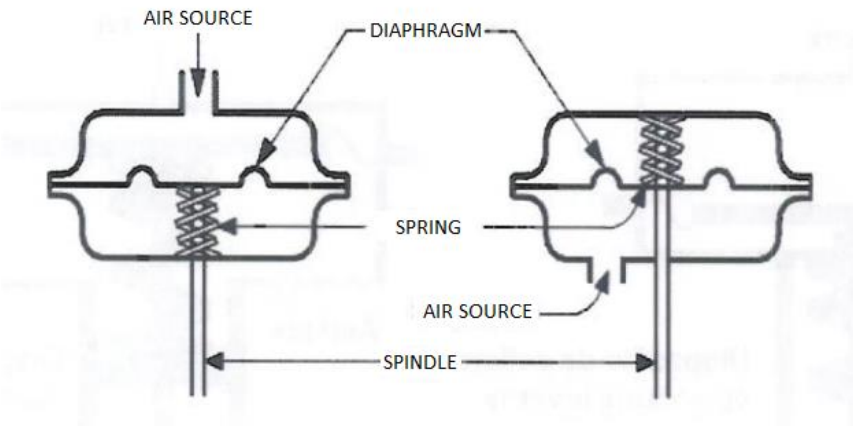 AIR SOURCE
DIAPHRAGM
SPRING
AIR SOURCE
SPINDLE